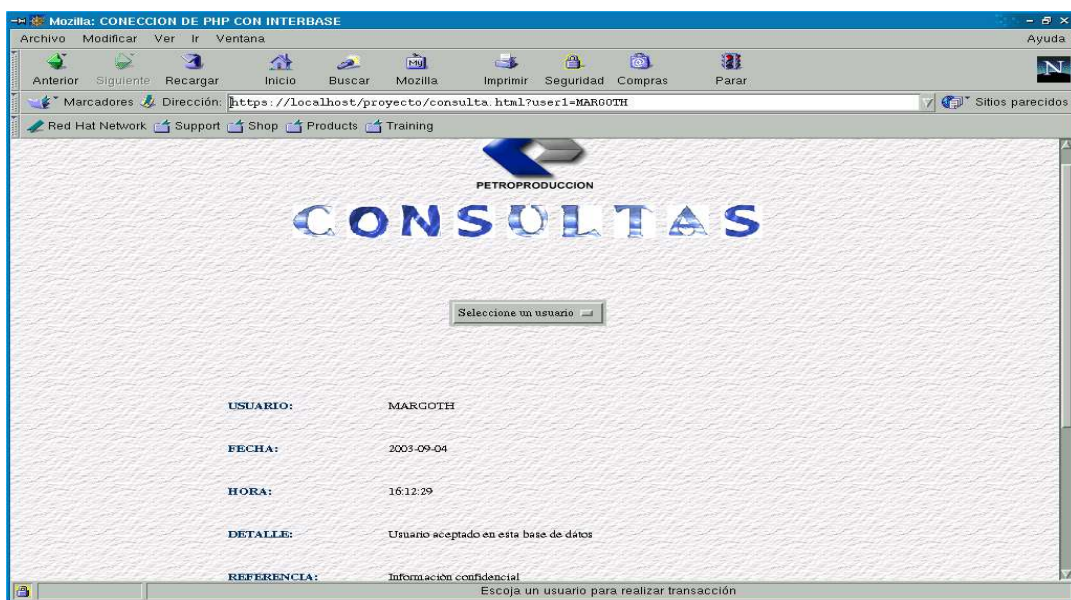 Mozilla: CONECCION DE PHP CON INTERBASE
Archivo Modificar Ver Ir Ventana Ayuda
Anterior Siguiente Recargar Inicio Buscar Mozilla Imprimir Seguridad Compras Parar
My
N
Marcadores Dirección: https://localhost/proyecto/consulta.html?user1=MARGOTH Sitios parecidos
Red Hat Network Support Shop Products Training
PETROPRODUCCION
CONSULTAS
Seleccione un usuario
USUARIO: MARGOTH
FECHA: 2003-09-04
HORA: 16:12:29
DETALLE: Usuario aceptado en esta base de datos
REFERENCIA: Información confidencial
Escoja un usuario para realizar transacción